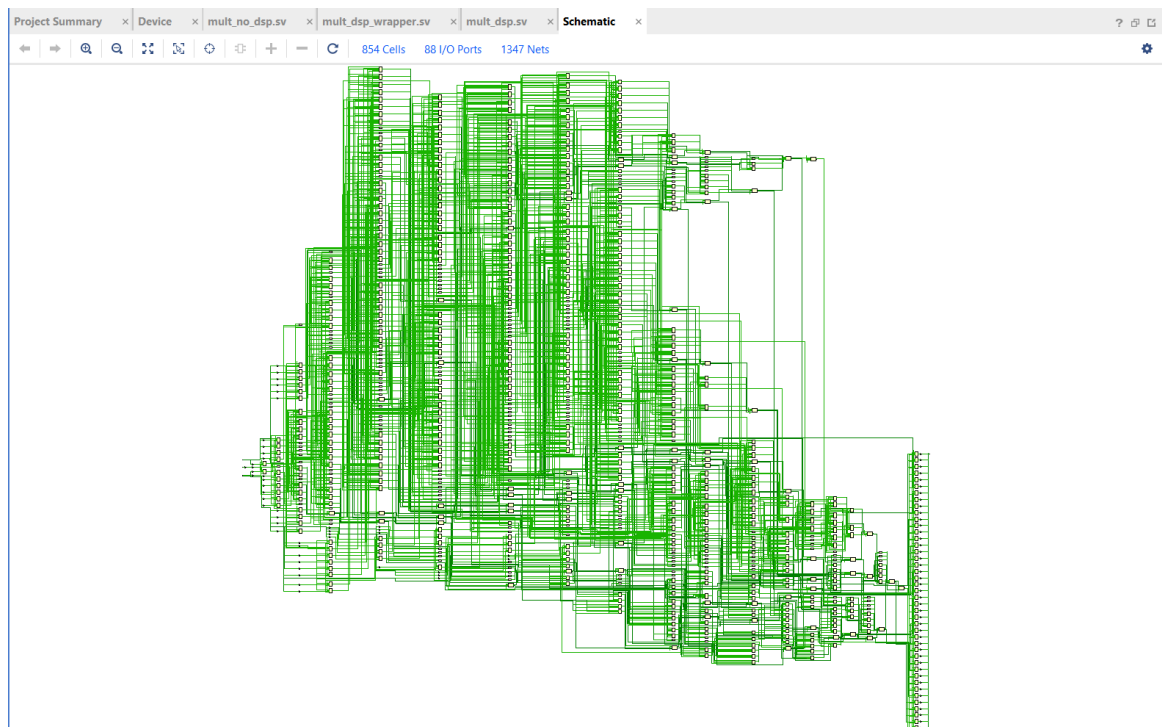 Project Summary × Device × mult_no_dsp.sv × mult_dsp_wrapper.sv × mult_dsp.sv × Schematic × ?
854 Cells 88 I/O Ports 1347 Nets